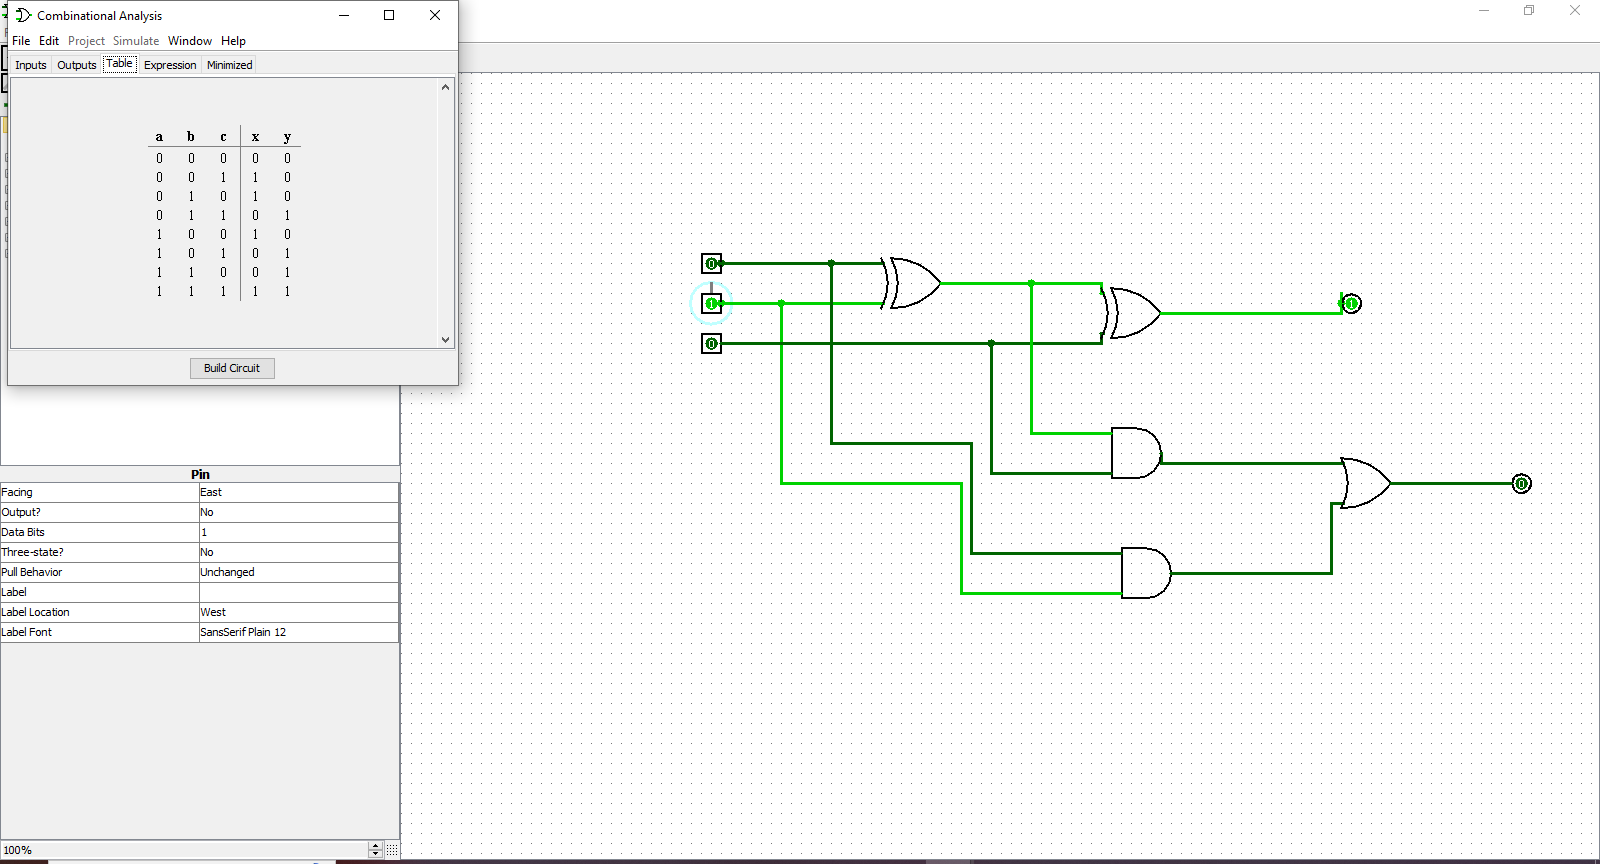 Combinational Analysis
File Edit Project Simulate Window Help
Inputs Outputs Table Expression Minimized
a b c x y
0 0 0 0 0
0 0 1 1 0
0 1 0 1 0
0 1 1 0 1
1 0 0 1 0
1 0 1 0 1
1 1 0 0 1
1 1 1 1 1
Build Circuit
0
1
0
1
0
Pin
Facing East
Output? No
Data Bits 1
Three-state? No
Pull Behavior Unchanged
Label
Label Location West
Label Font SansSerif Plain 12
100%